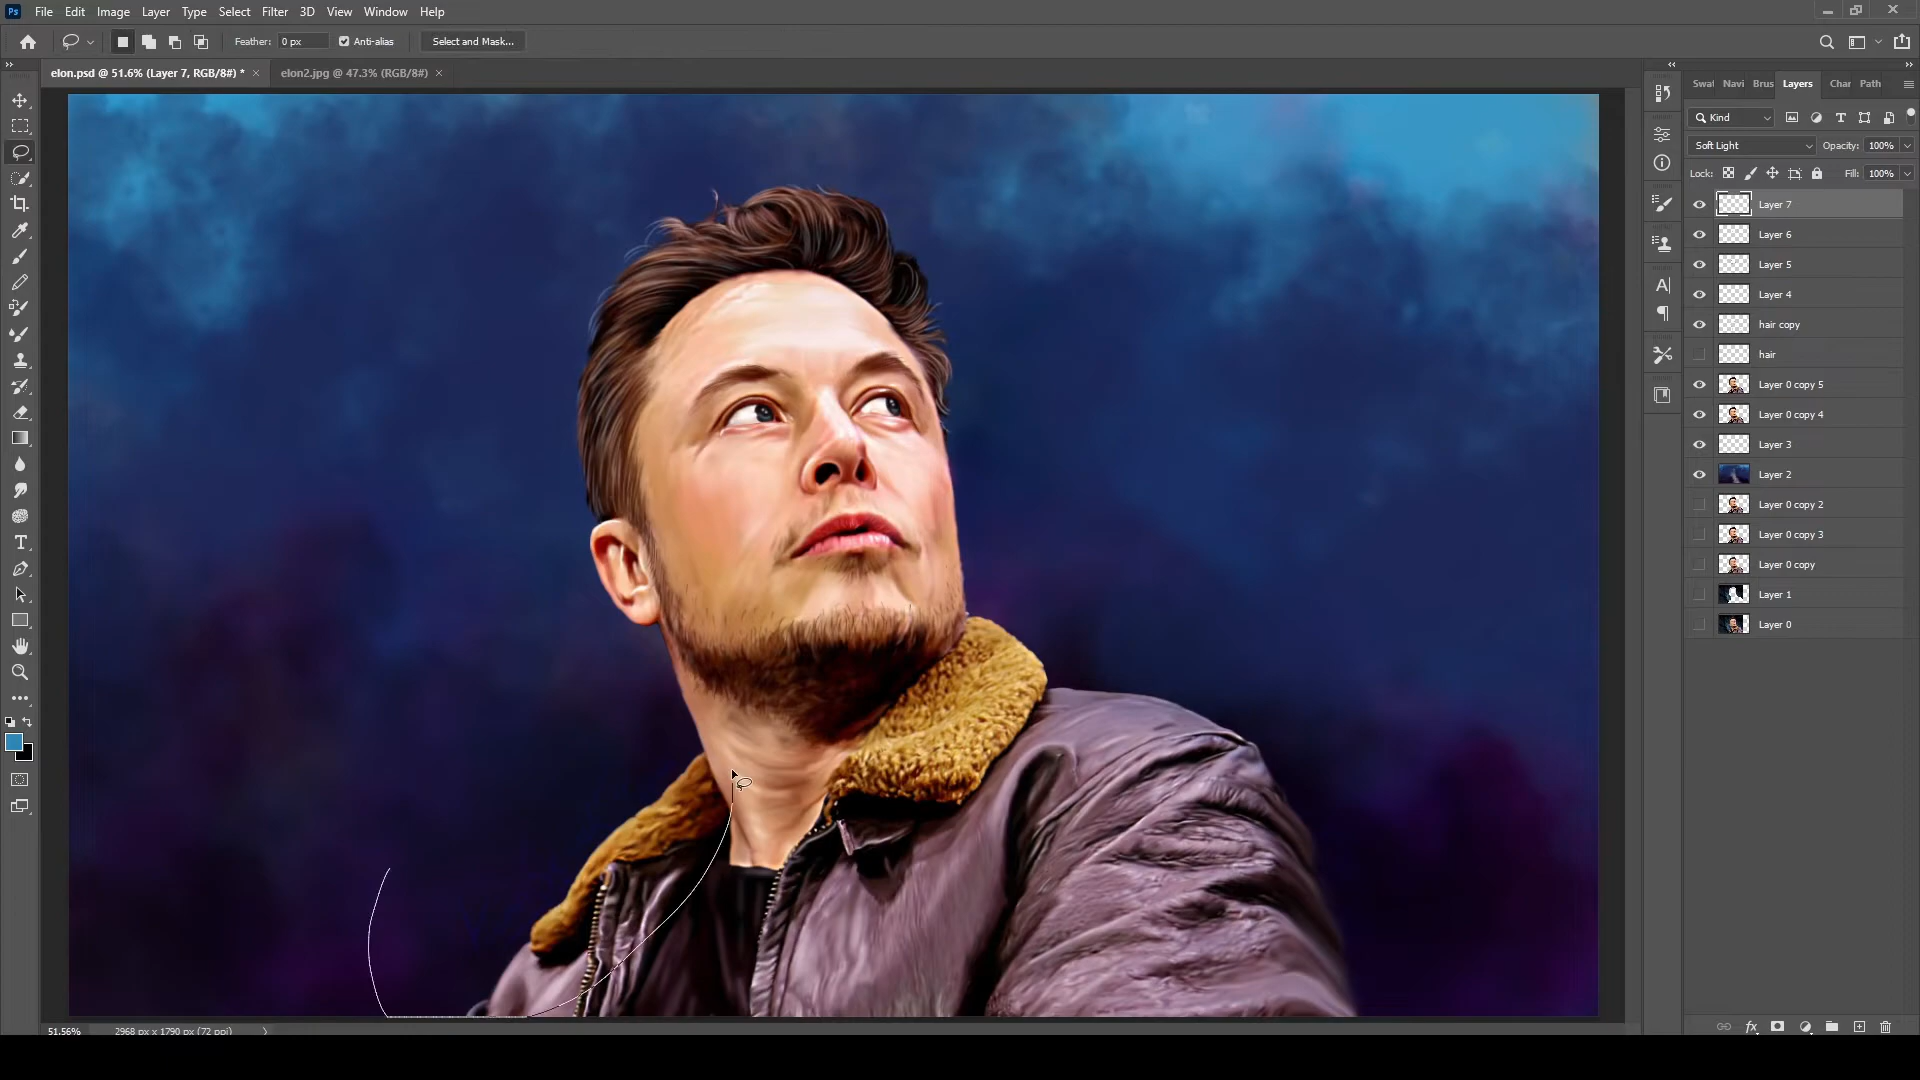 Ps File Edit Image Layer Type Select Filter 3D View Window Help
Feather: 0 px Anti-alias Select and Mask...
elon.psd @ 51.6% (Layer 7, RGB/8#) * elon2.jpg @ 47.3% (RGB/8#)
Swat Navi Brus Layers Char Path
Kind
Soft Light Opacity: 100%
Lock: Fill: 100%
Layer 7
Layer 6
Layer 5
Layer 4
hair copy
hair
Layer 0 copy 5
Layer 0 copy 4
Layer 3
Layer 2
Layer 0 copy 2
Layer 0 copy 3
Layer 0 copy
Layer 1
Layer 0
51.56% 2968 px x 1790 px (72 ppi)